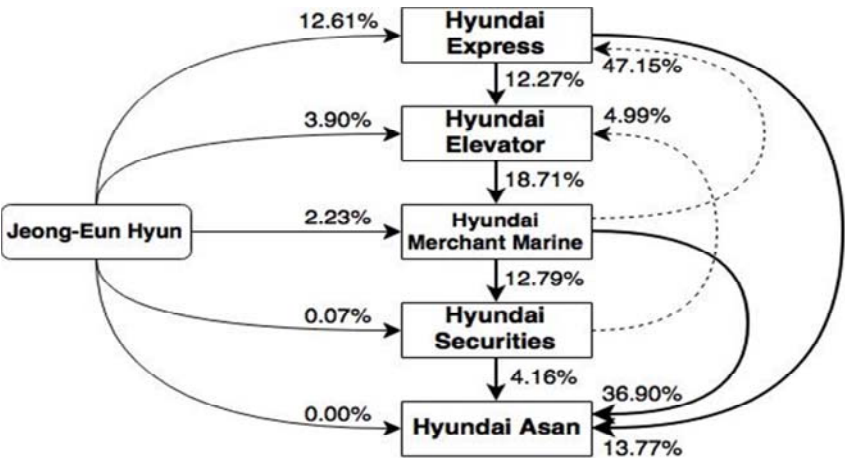 12.61%
Hyundai
Express
47.15%
12.27%
3.90%
Hyundai
Elevator
4.99%
18.71%
Jeong-Eun Hyun
2.23%
Hyundai
Merchant Marine
12.79%
0.07%
Hyundai
Securities
4.16%
36.90%
0.00%
Hyundai Asan
13.77%